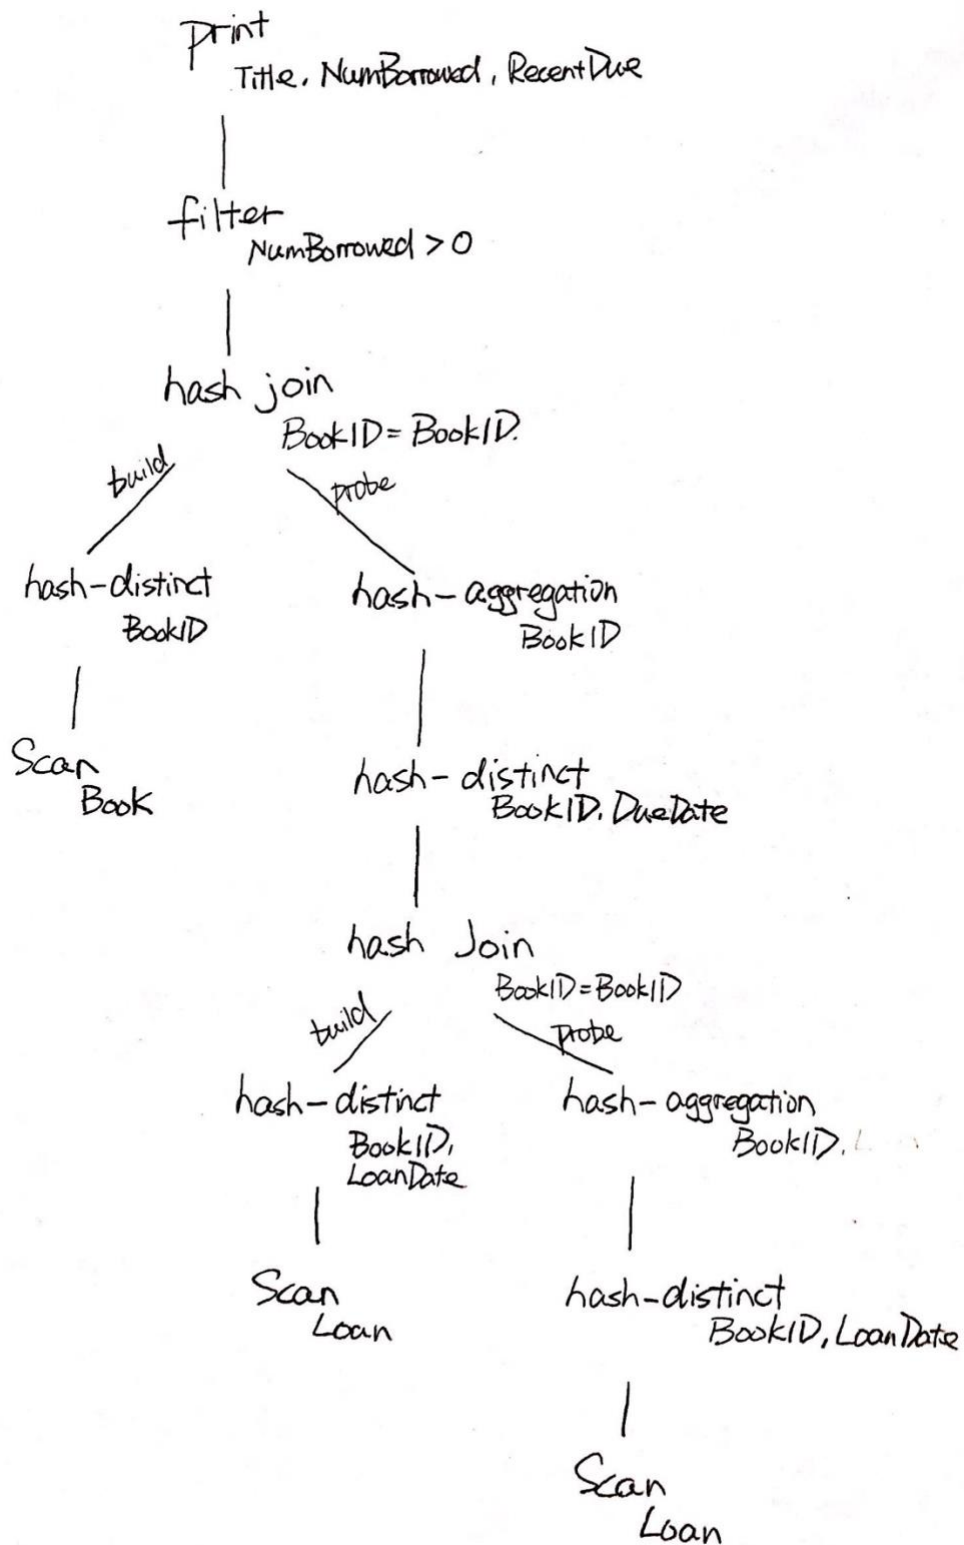 print
Title, NumBorrowed, RecentDue
filter
NumBorrowed > 0
hash join
BookID = BookID.
build
probe
hash-distinct
BookID
hash-aggregation
BookID
Scan
Book
hash-distinct
BookID, DueDate
hash Join
BookID = BookID
build
probe
hash-distinct
BookID,
LoanDate
hash-aggregation
BookID.
Scan
Loan
hash-distinct
BookID, LoanDate
Scan
Loan